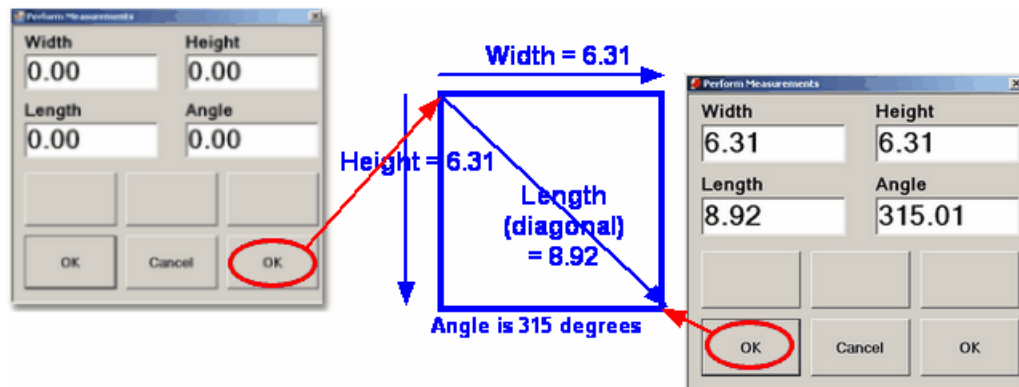 Perform Measurements
Width Height
0.00 0.00
Length Angle
0.00 0.00
OK Cancel OK
Width = 6.31
Height = 6.31
Length
(diagonal)
= 8.92
Angle is 315 degrees
Perform Measurements
Width Height
6.31 6.31
Length Angle
8.92 315.01
OK Cancel OK